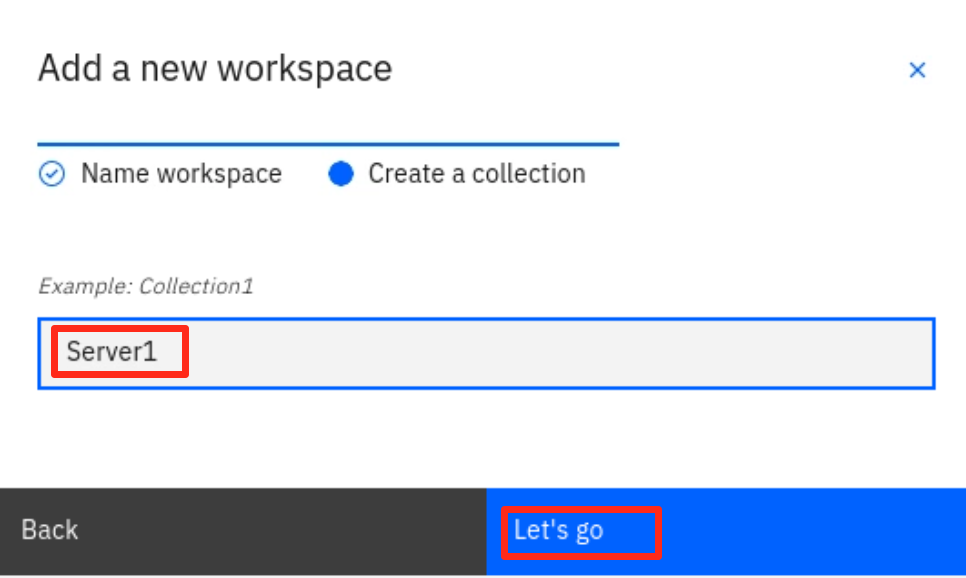 Add a new workspace
Name workspace Create a collection
Example: Collection1
Server1
Back Let's go